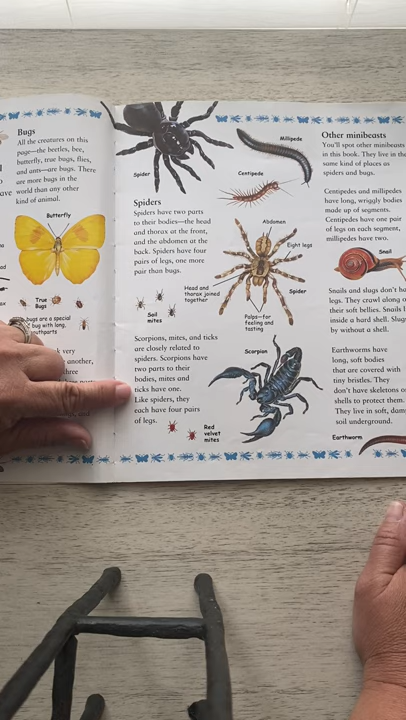 Bugs
All the creatures on this
page—the beetles, bee,
butterfly, true bugs, flies,
and ants—are bugs. There
are more bugs in the
world than any other
kind of animal.
Butterfly
True
Bugs
bugs are a special
bug with long,
very
another,
three
Spider
Spiders
Spiders have two parts
to their bodies—the head
and thorax at the front,
and the abdomen at the
back. Spiders have four
pairs of legs, one more
pair than bugs.
Soil
mites
Head and
thorax joined
together
Scorpions, mites, and ticks
are closely related to
spiders. Scorpions have
two parts to their
bodies, mites and
ticks have one.
Like spiders, they
each have four pairs
of legs.
Red
velvet
mites
Millipede
Centipede
Abdomen
Eight legs
Spider
Palps—for
feeling and
tasting
Scorpion
Other minibeasts
You'll spot other minibeasts
in this book. They live in the
same kind of places as
spiders and bugs.
Centipedes and millipedes
have long, wriggly bodies
made up of segments.
Centipedes have one pair
of legs on each segment,
millipedes have two.
Snail
Snails and slugs don't ha
legs. They crawl along o
their soft bellies. Snails l
inside a hard shell. Slugs
by without a shell.
Earthworms have
long, soft bodies
that are covered with
tiny bristles. They
don't have skeletons or
shells to protect them.
They live in soft, dam
soil underground.
Earthworm